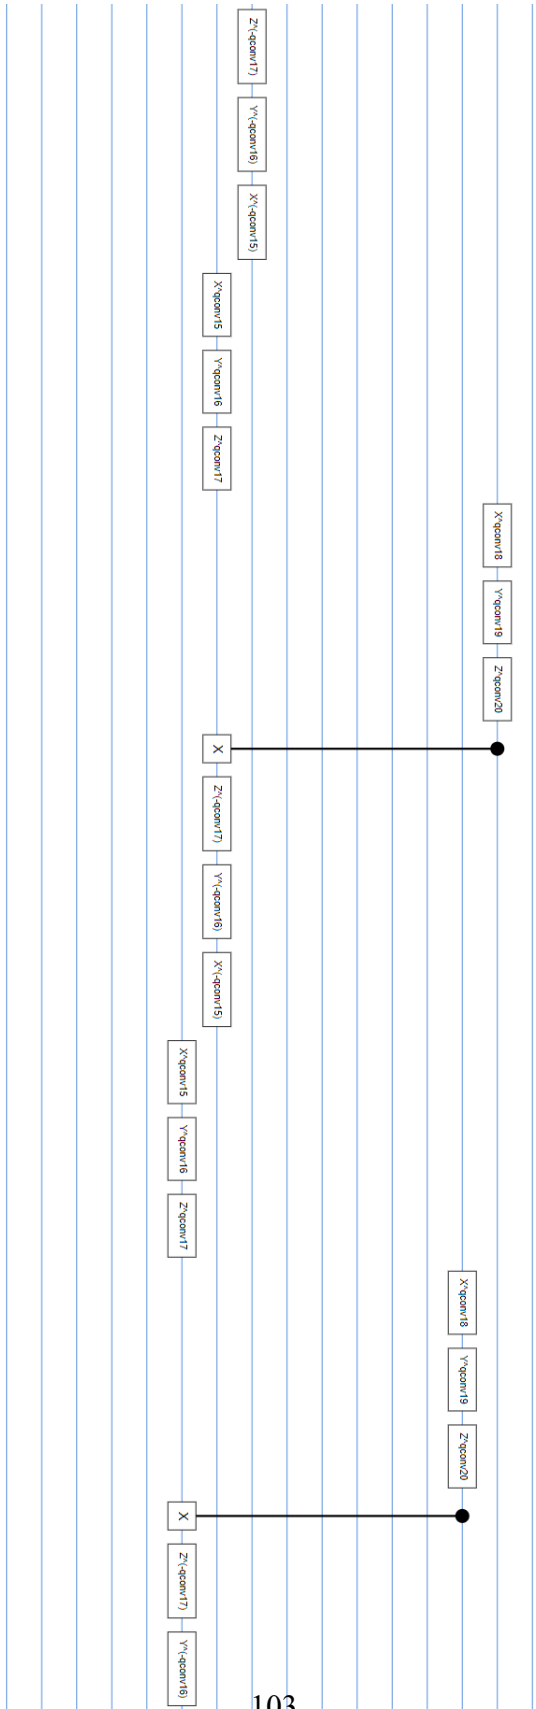 Z^(-qconv17)
Y^(-qconv16)
X^(-qconv15)
X^qconv15
Y^qconv16
Z^qconv17
X^qconv18
Y^qconv19
Z^qconv20
X
Z^(-qconv17)
Y^(-qconv16)
X^(-qconv15)
X^qconv15
Y^qconv16
Z^qconv17
X^qconv18
Y^qconv19
Z^qconv20
X
Z^(-qconv17)
Y^(-qconv16)
103